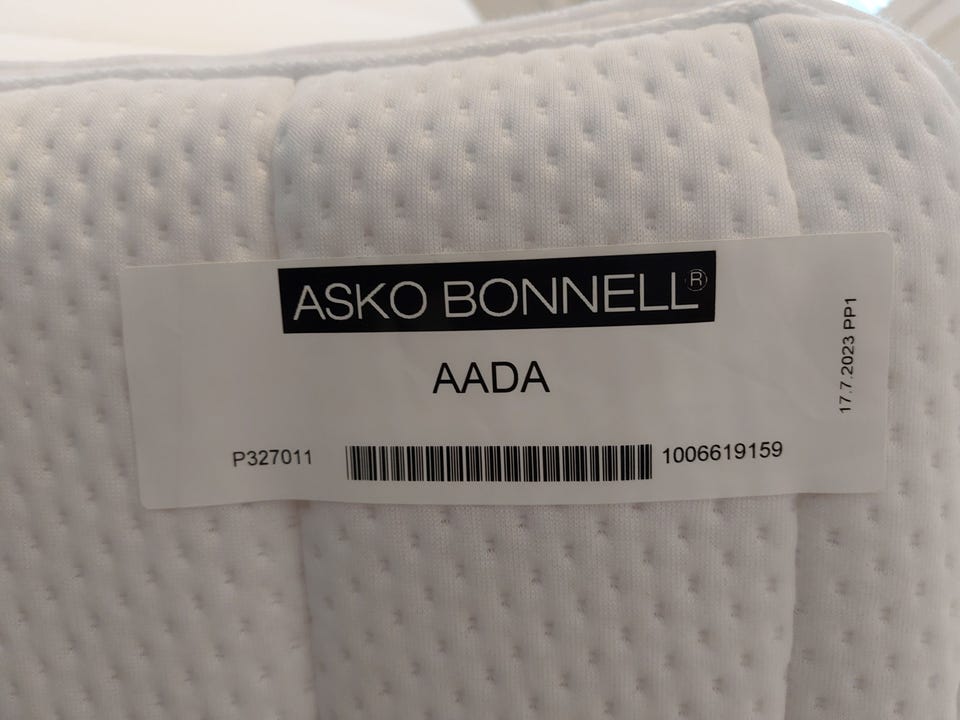 ASKO BONNELL®
AADA
P327011 1006619159
17.7.2023 PP1